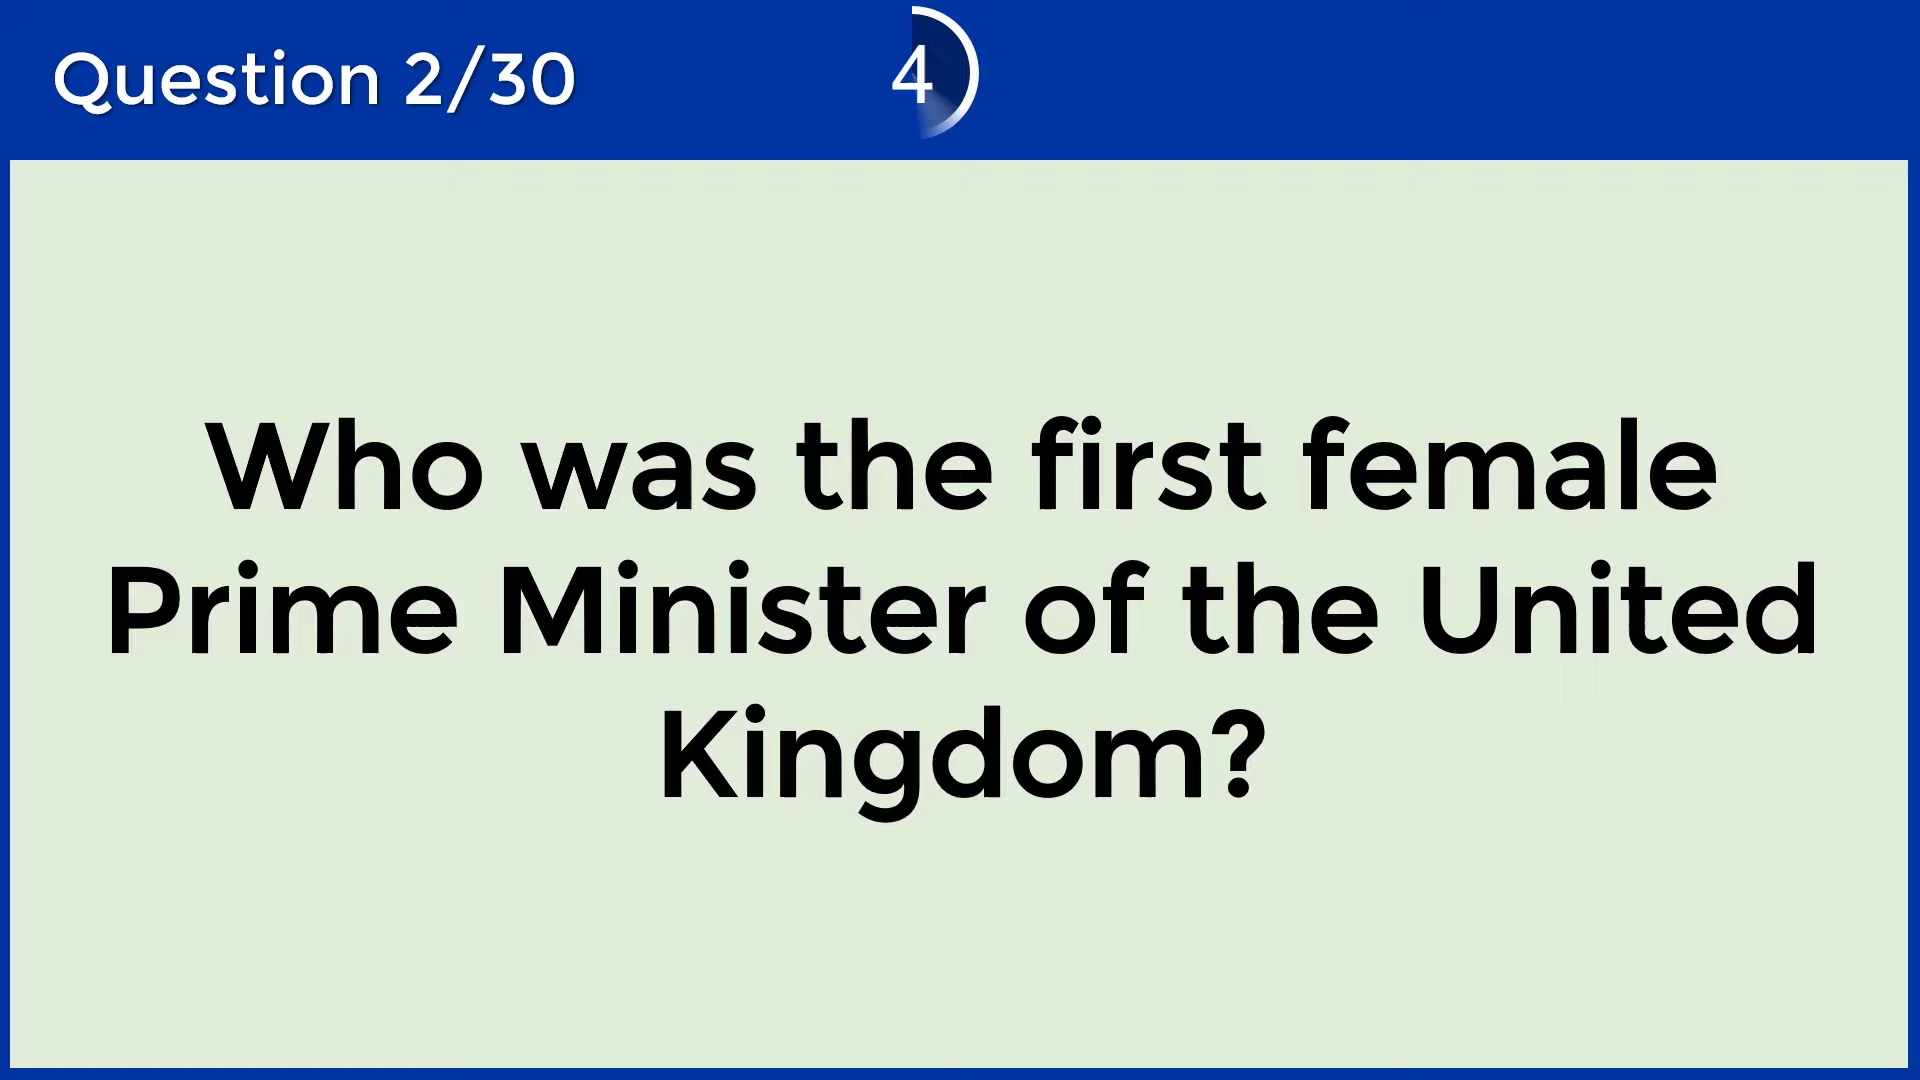 Question 2/30
4
Who was the first female
Prime Minister of the United
Kingdom?